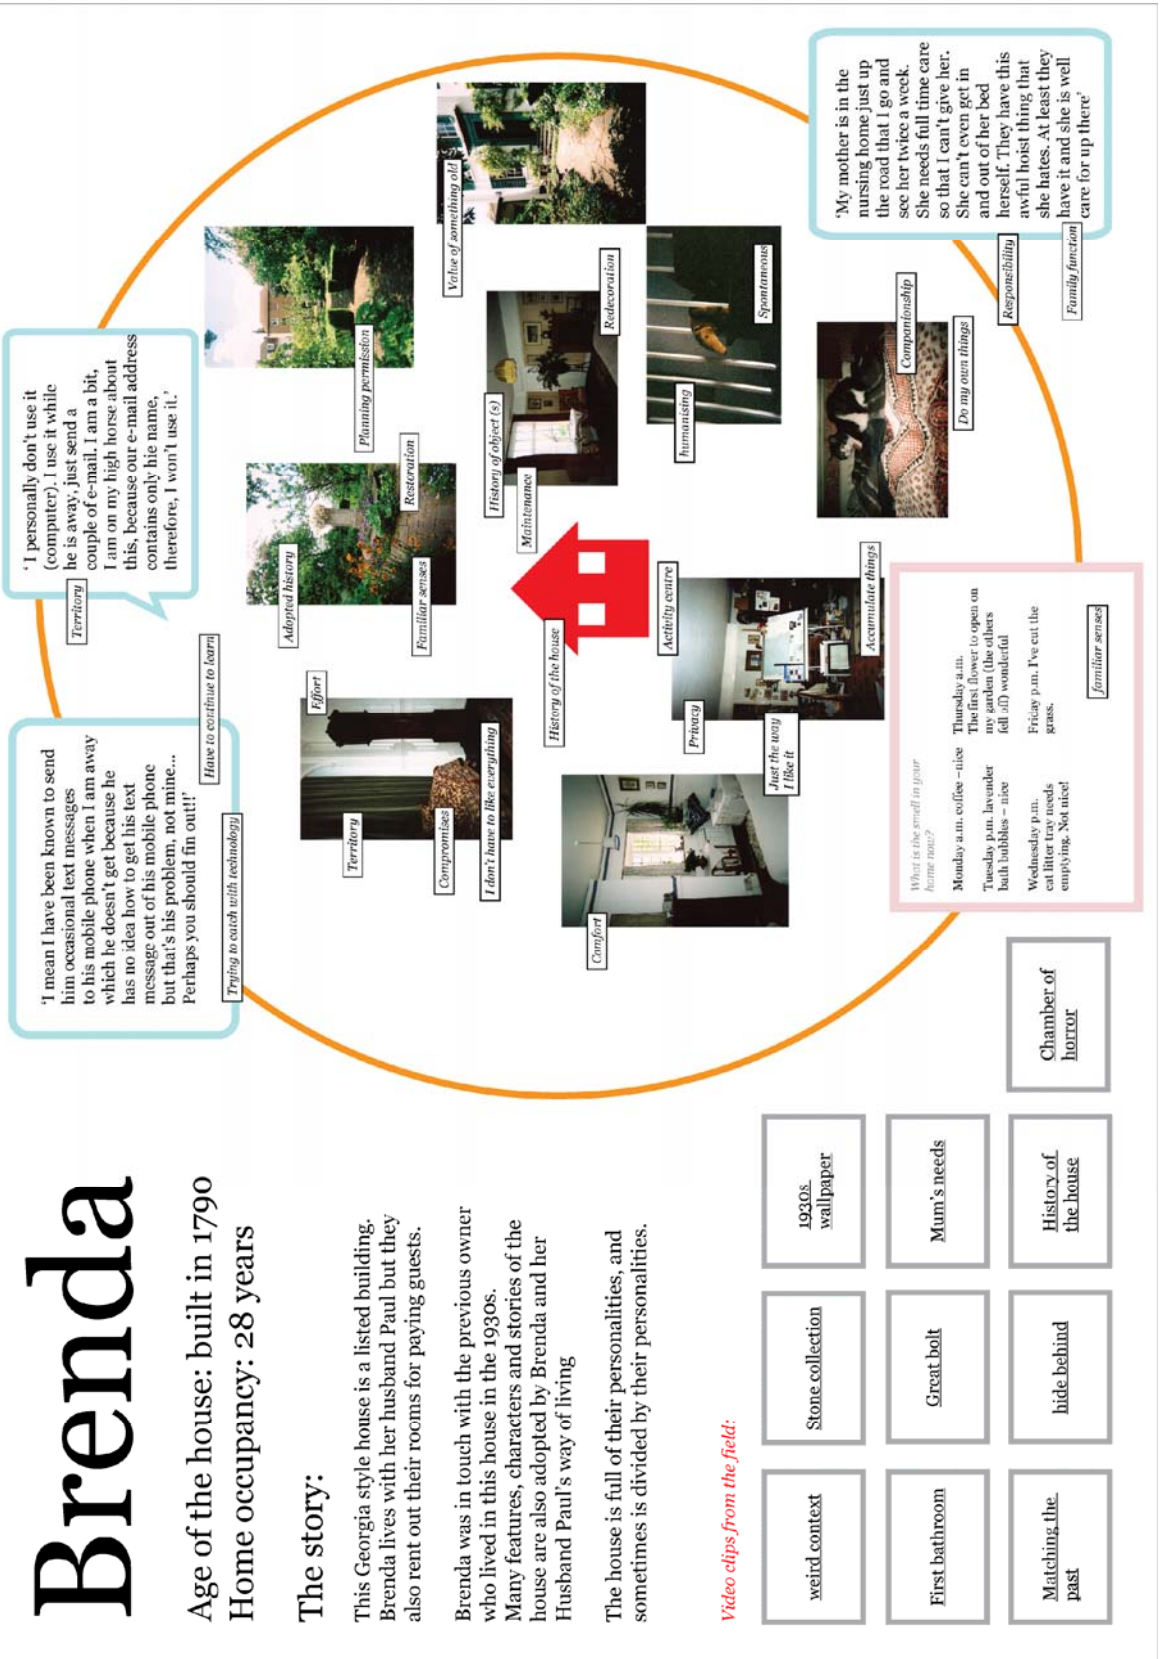 Brenda
Age of the house: built in 1790
Home occupancy: 28 years
The story:
This Georgia style house is a listed building.
Brenda lives with her husband Paul but they
also rent out their rooms for paying guests.
Brenda was in touch with the previous owner
who lived in this house in the 1930s.
Many features, characters and stories of the
house are also adopted by Brenda and her
Husband Paul's way of living
The house is full of their personalities, and
sometimes is divided by their personalities.
Video clips from the field:
weird context
Stone collection
1930s
wallpaper
First bathroom
Great bolt
Mum's needs
Matching the
past
hide behind
History of
the house
Chamber of
horror
'I mean I have been known to send
him occasional text messages
to his mobile phone when I am away
which he doesn't get because he
has no idea how to get his text
message out of his mobile phone
but that's his problem, not mine...
Perhaps you should fin out!!'
Have to continue to learn
Trying to catch with technology
' I personally don't use it
(computer). I use it while
he is away, just send a
couple of e-mail. I am a bit,
I am on my high horse about
this, because our e-mail address
contains only hie name,
therefore, I won't use it.'
Territory
Effort
Territory
Compromises
I don't have to like everything
Adopted history
Familiar senses
Restoration
Planning permission
Value of something old
History of object (s)
Maintenance
Redecoration
History of the house
humanising
Spontaneous
Comfort
Just the way
I like it
Privacy
Activity centre
Accumulate things
Companionship
Do my own things
'My mother is in the
nursing home just up
the road that I go and
see her twice a week.
She needs full time care
so that I can't give her.
She can't even get in
and out of her bed
herself. They have this
awful hoist thing that
she hates. At least they
have it and she is well
care for up there'
Responsibility
Family function
What is the smell in your
home now?
Monday a.m. coffee –nice
Tuesday p.m. lavender
bath bubbles – nice
Wednesday p.m.
cat litter tray needs
emptying. Not nice!
Thursday a.m.
The first flower to open on
my garden (the others
fell off) wonderful
Friday p.m. I've cut the
grass.
familiar senses